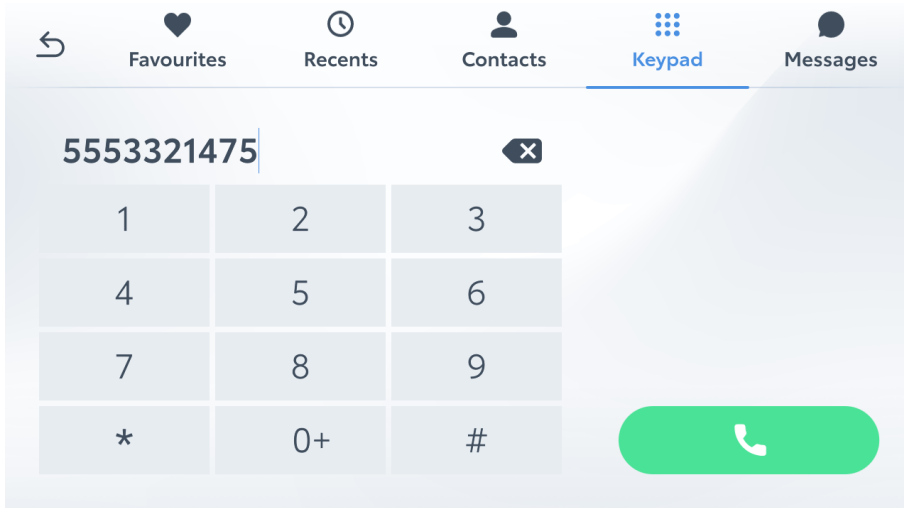 Favourites Recents Contacts Keypad Messages
5553321475
1 2 3
4 5 6
7 8 9
* 0+ #